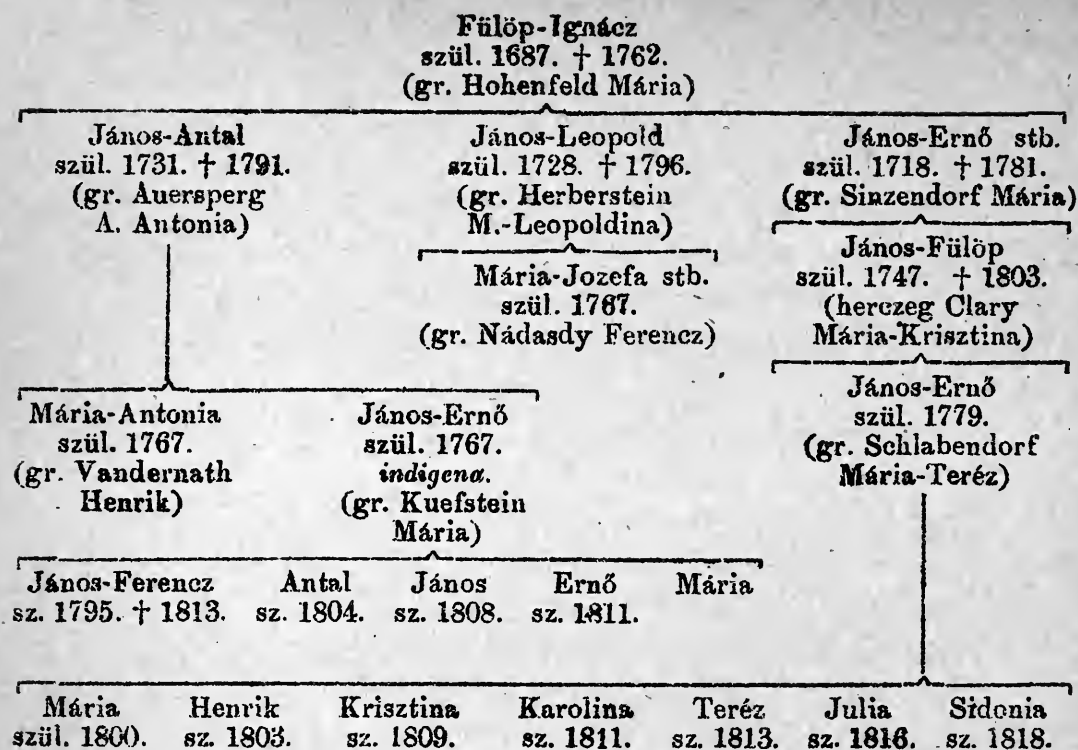 Fülöp-Ignácz
szül. 1687. † 1762.
(gr. Hohenfeld Mária)
János-Antal
szül. 1731. † 1791.
(gr. Auersperg
A. Antonia)
János-Leopold
szül. 1728. † 1796.
(gr. Herberstein
M.-Leopoldina)
János-Ernő stb.
szül. 1718. † 1781.
(gr. Sinzendorf Mária)
Mária-Jozefa stb.
szül. 1767.
(gr. Nádasdy Ferencz)
János-Fülöp
szül. 1747. † 1803.
(herczeg Clary
Mária-Krisztina)
Mária-Antonia
szül. 1767.
(gr. Vandernath
Henrik)
János-Ernő
szül. 1767.
indigena.
(gr. Kuefstein
Mária)
János-Ernő
szül. 1779.
(gr. Schlabendorf
Mária-Teréz)
János-Ferencz Antal János Ernő Mária
sz. 1795. † 1813. sz. 1804. sz. 1808. sz. 1811.
Mária Henrik Krisztina Karolina Teréz Julia Sidonia
szül. 1800. sz. 1803. sz. 1809. sz. 1811. sz. 1813. sz. 1816. sz. 1818.